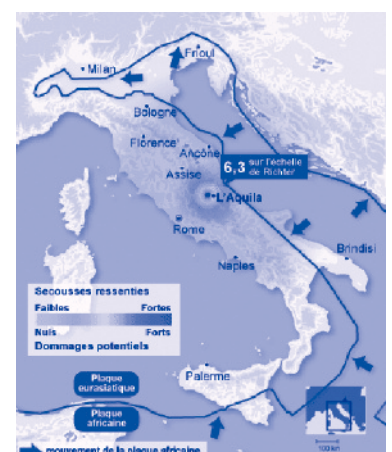 Frioul
Milan
Bologne
Florence
Ancône
6,3 sur l'échelle
de Richter
Assise
L'Aquila
Rome
Brindisi
Naples
Secousses ressenties
Faibles Fortes
Nuls Forts
Dommages potentiels
Palerme
Plaque
eurasiatique
Plaque
africaine
100 km
mouvement de la plaque africaine